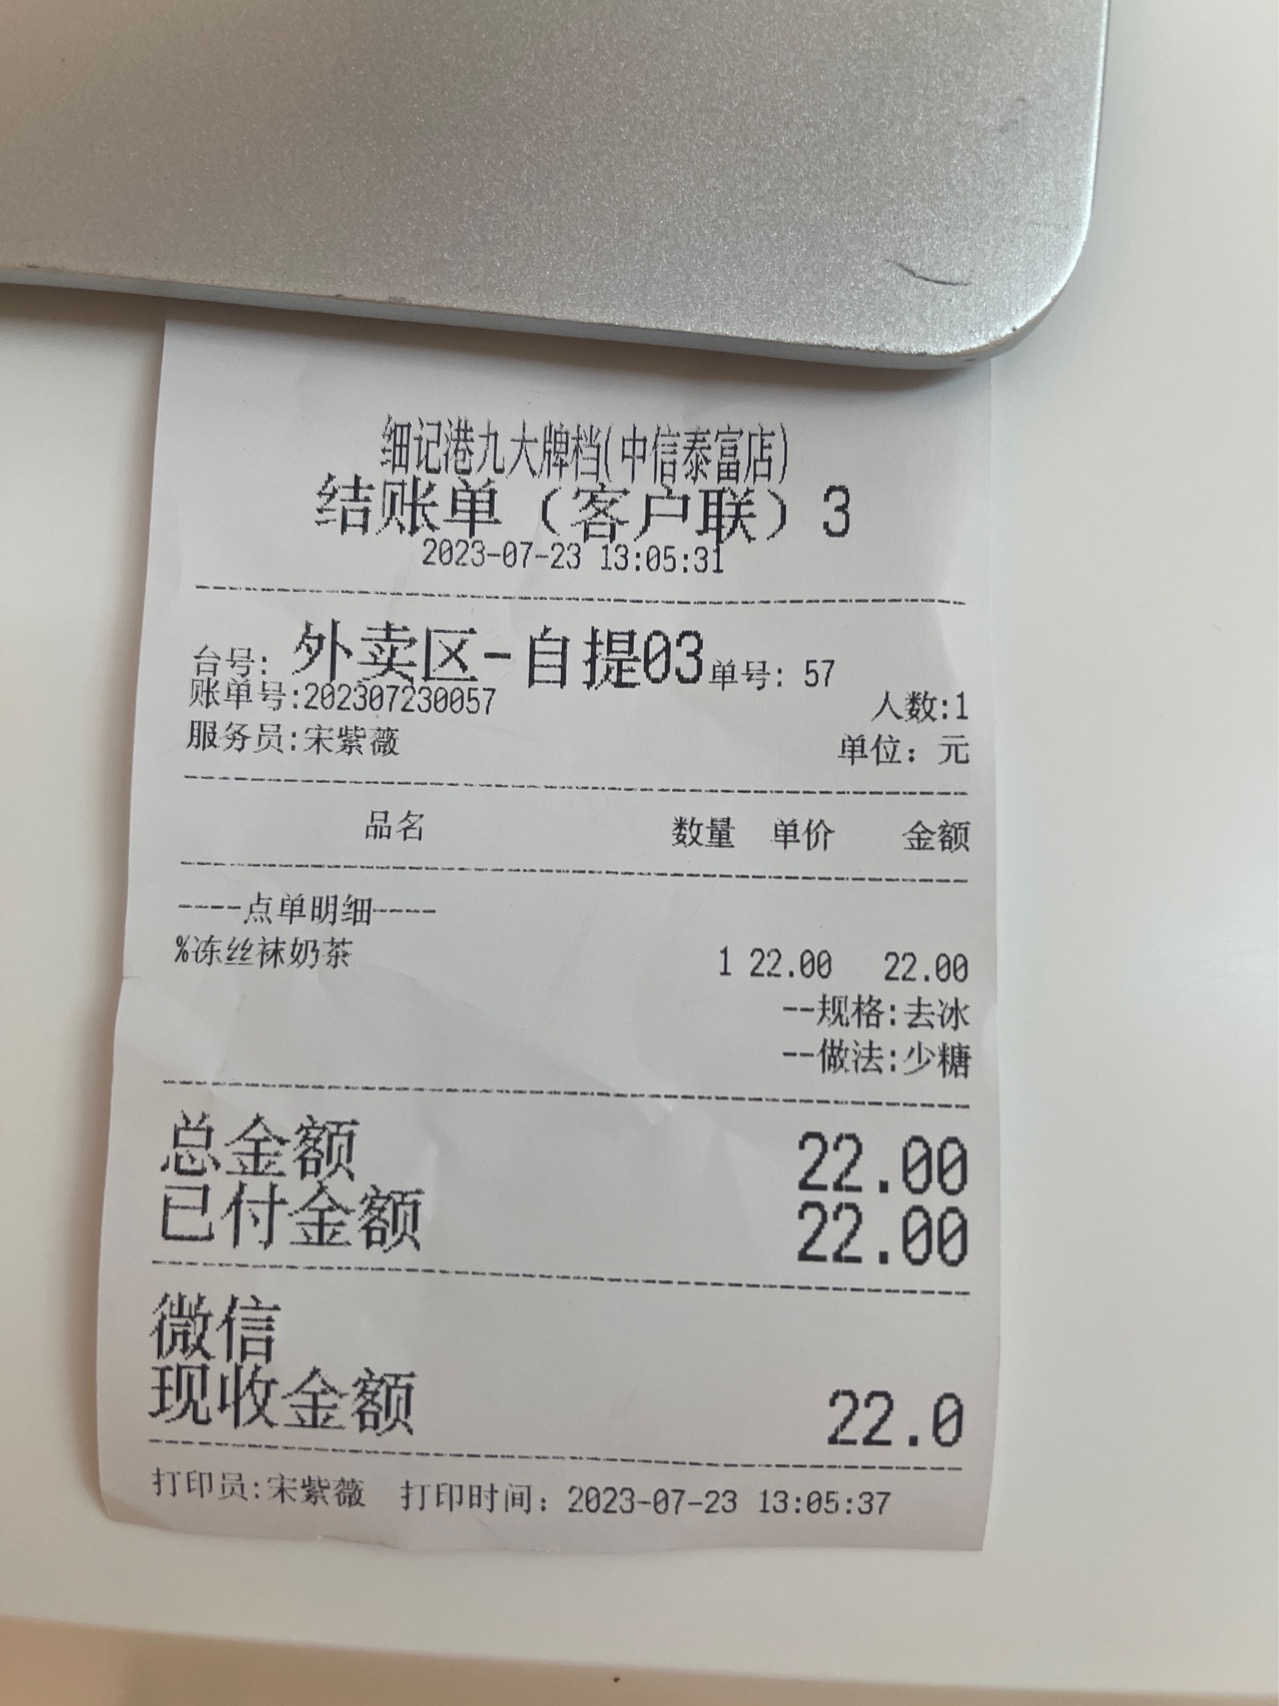 细记港九大牌档(中信泰富店)
结账单（客户联）3
2023-07-23 13:05:31
台号: 外卖区-自提03 单号: 57
账单号:202307230057 人数:1
服务员:宋紫薇 单位：元
品名 数量 单价 金额
----点单明细----
%冻丝袜奶茶 1 22.00 22.00
--规格:去冰
--做法:少糖
总金额 22.00
已付金额 22.00
微信
现收金额 22.0
打印员:宋紫薇 打印时间：2023-07-23 13:05:37